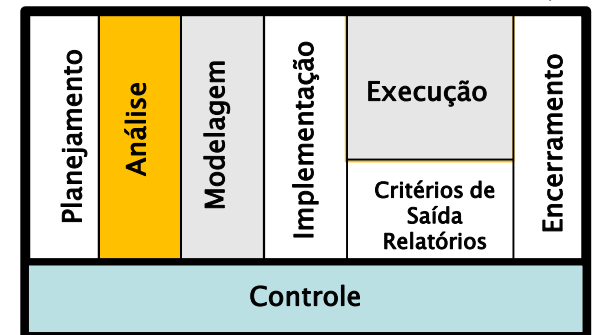 Planejamento
Análise
Modelagem
Implementação
Execução
Critérios de
Saída
Relatórios
Encerramento
Controle